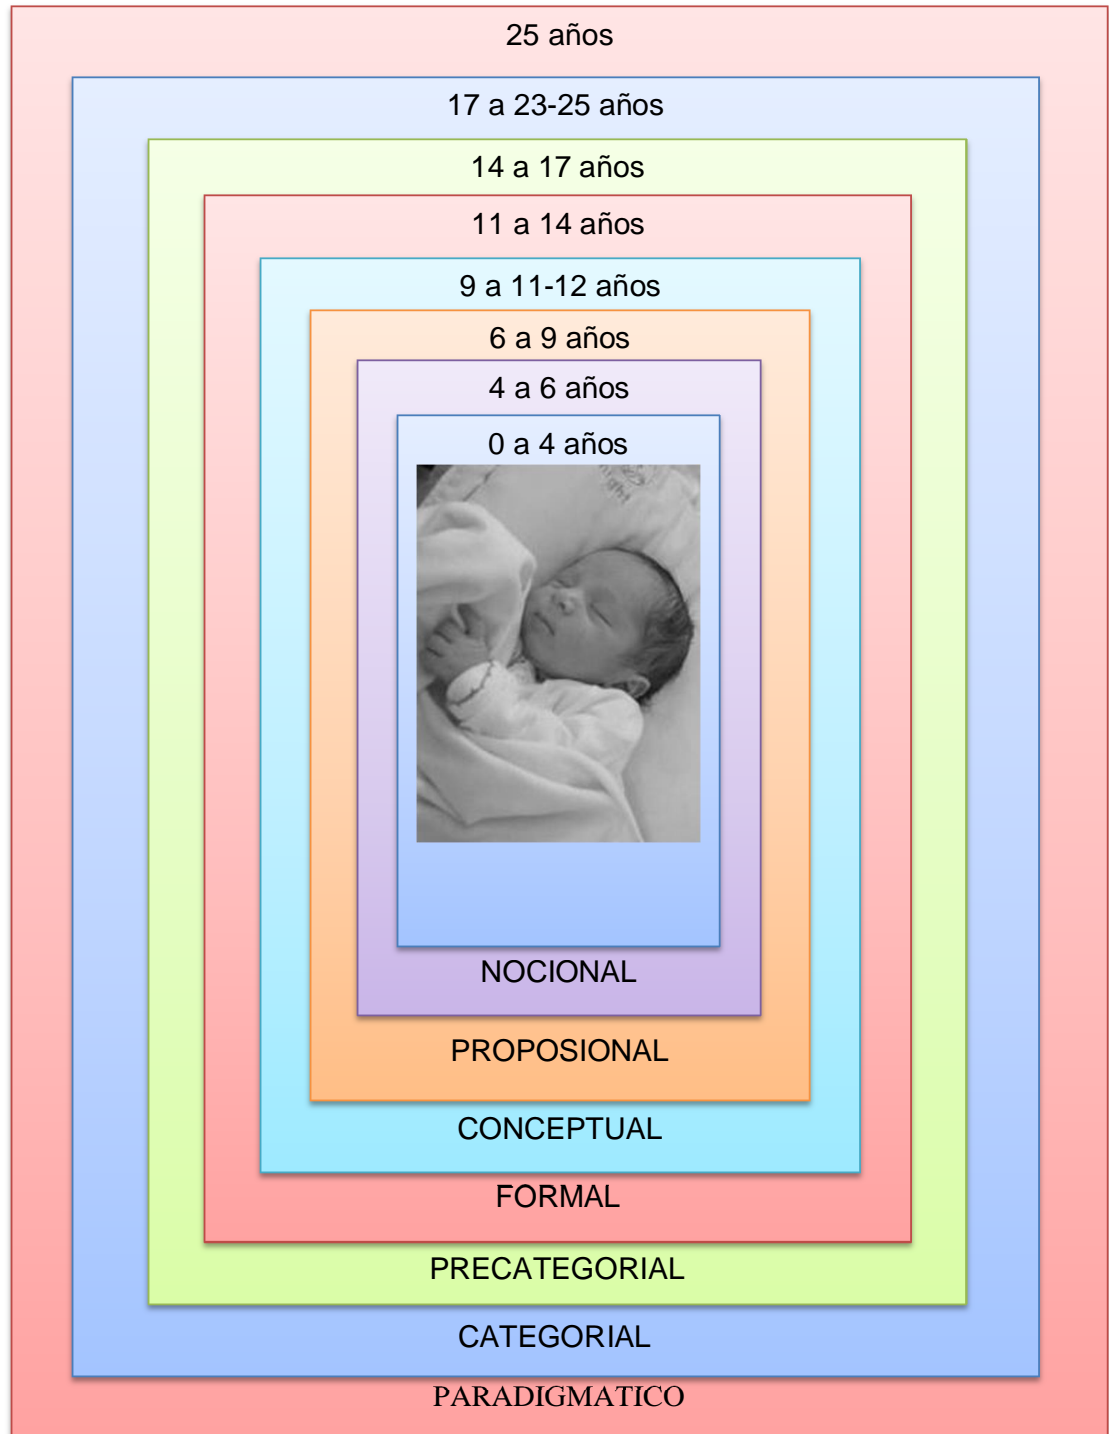 25 años
17 a 23-25 años
14 a 17 años
11 a 14 años
9 a 11-12 años
6 a 9 años
4 a 6 años
0 a 4 años
NOCIONAL
PROPOSIONAL
CONCEPTUAL
FORMAL
PRECATEGORIAL
CATEGORIAL
PARADIGMATICO